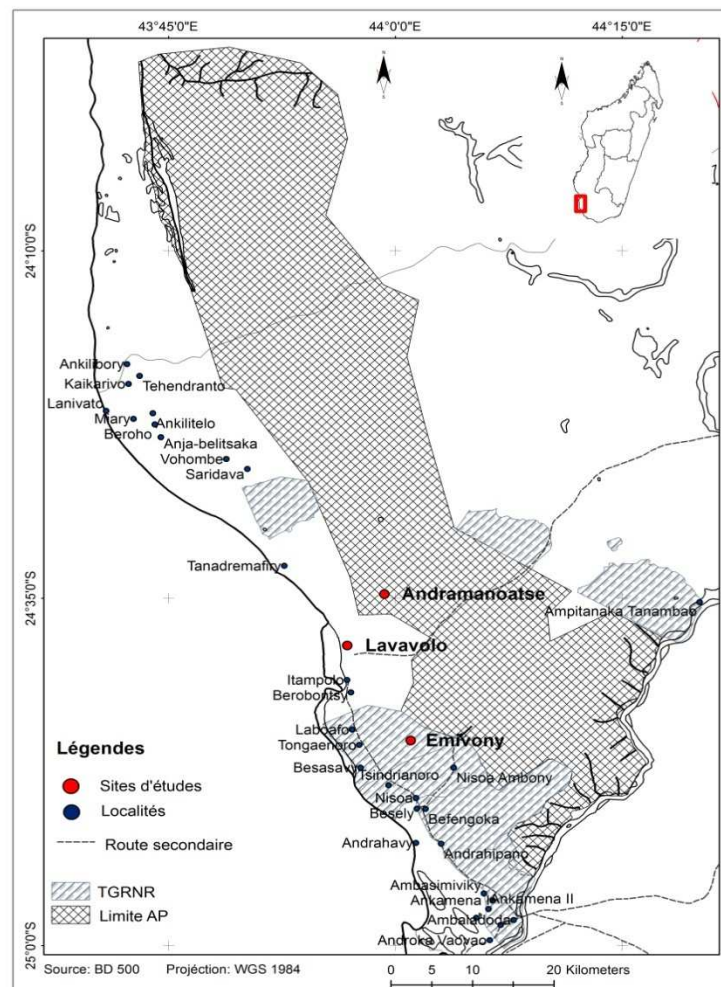 43°45'0"E 44°00'0"E 44°15'0"E
24°10'0"S
24°35'0"S
25°0'0"S
Ankilibory
Kaikarivo
Tehendranto
Lanivato
Miary
Ankilitelo
Beroho
Anja-belitsaka
Vohombe
Saridava
Tanadremafiry
Andramanoatse
Ampitanaka Tanambao
Lavavolo
Itampolo
Berobontsy
Laboafo
Emivony
Tongaenoro
Besasavy
Tsindrianoro
Nisoa Ambony
Nisoa
Besely
Befengoka
Andrahavy
Andrahipano
Ambasimiviky
Ankamena I
Ankamena II
Ambaladoda
Androka Vaovao
Légendes
Sites d'études
Localités
Route secondaire
TGRNR
Limite AP
Source: BD 500 Projéction: WGS 1984
0 5 10 20 Kilometers